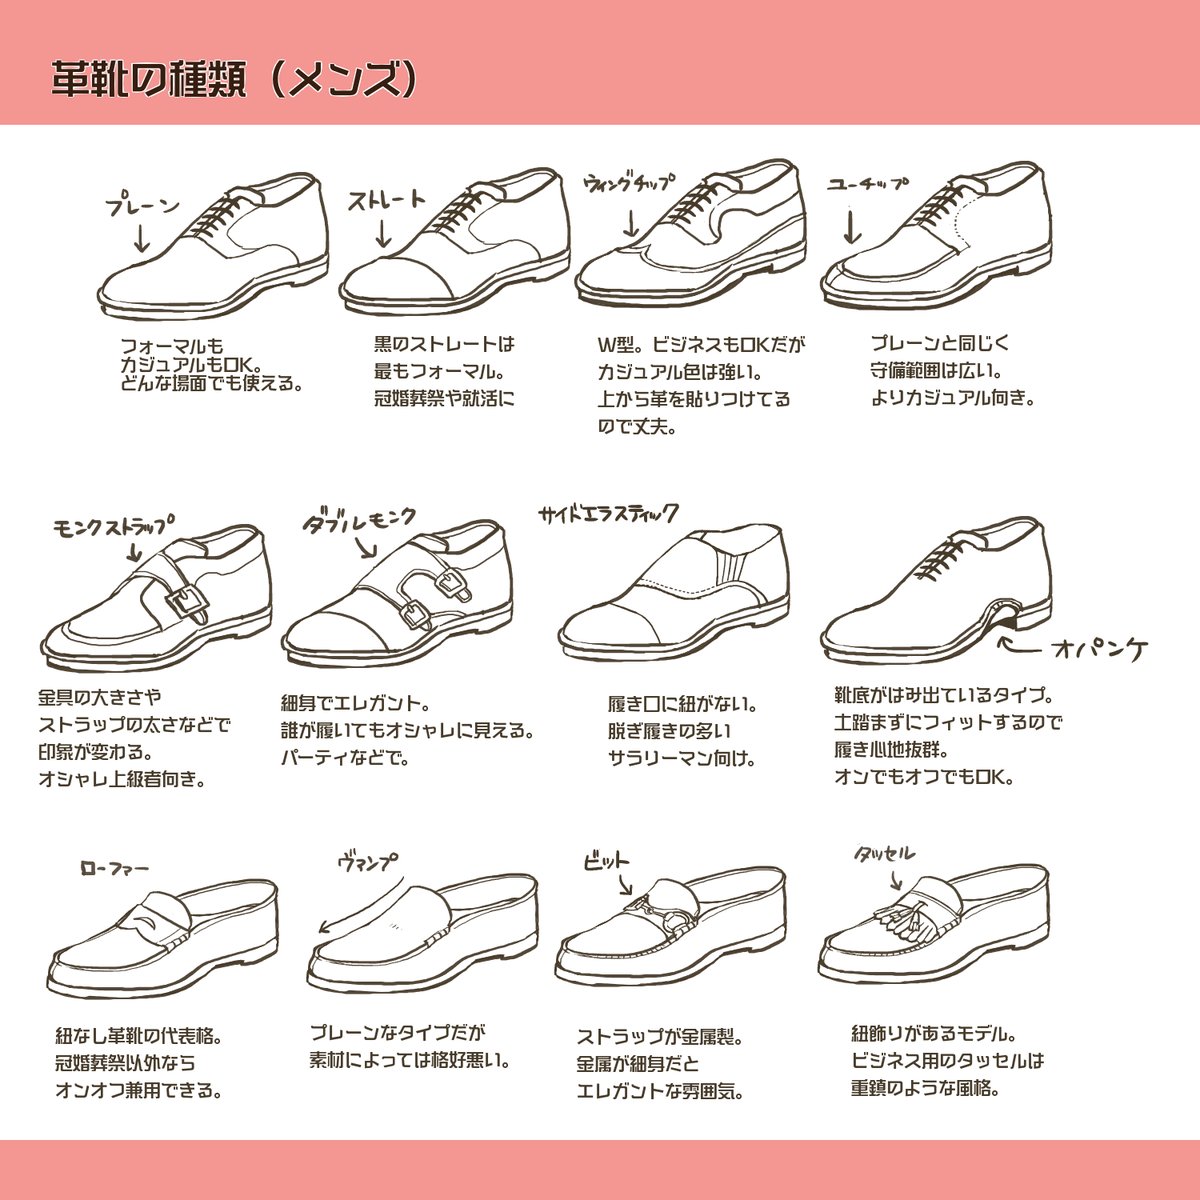 革靴の種類（メンズ）
プレーン
フォーマルも
カジュアルもOK。
どんな場面でも使える。
ストレート
黒のストレートは
最もフォーマル。
冠婚葬祭や就活に
ウィングチップ
W型。ビジネスもOKだが
カジュアル色は強い。
上から革を貼りつけてる
ので丈夫。
ユーチップ
プレーンと同じく
守備範囲は広い。
よりカジュアル向き。
モンクストラップ
金具の大きさや
ストラップの太さなどで
印象が変わる。
オシャレ上級者向き。
ダブルモンク
細身でエレガント。
誰が履いてもオシャレに見える。
パーティなどで。
サイドエラスティック
履き口に紐がない。
脱ぎ履きの多い
サラリーマン向け。
オパンケ
靴底がはみ出ているタイプ。
土踏まずにフィットするので
履き心地抜群。
オンでもオフでもOK。
ローファー
紐なし革靴の代表格。
冠婚葬祭以外なら
オンオフ兼用できる。
ヴァンプ
プレーンなタイプだが
素材によっては格好悪い。
ビット
ストラップが金属製。
金属が細身だと
エレガントな雰囲気。
タッセル
紐飾りがあるモデル。
ビジネス用のタッセルは
重鎮のような風格。